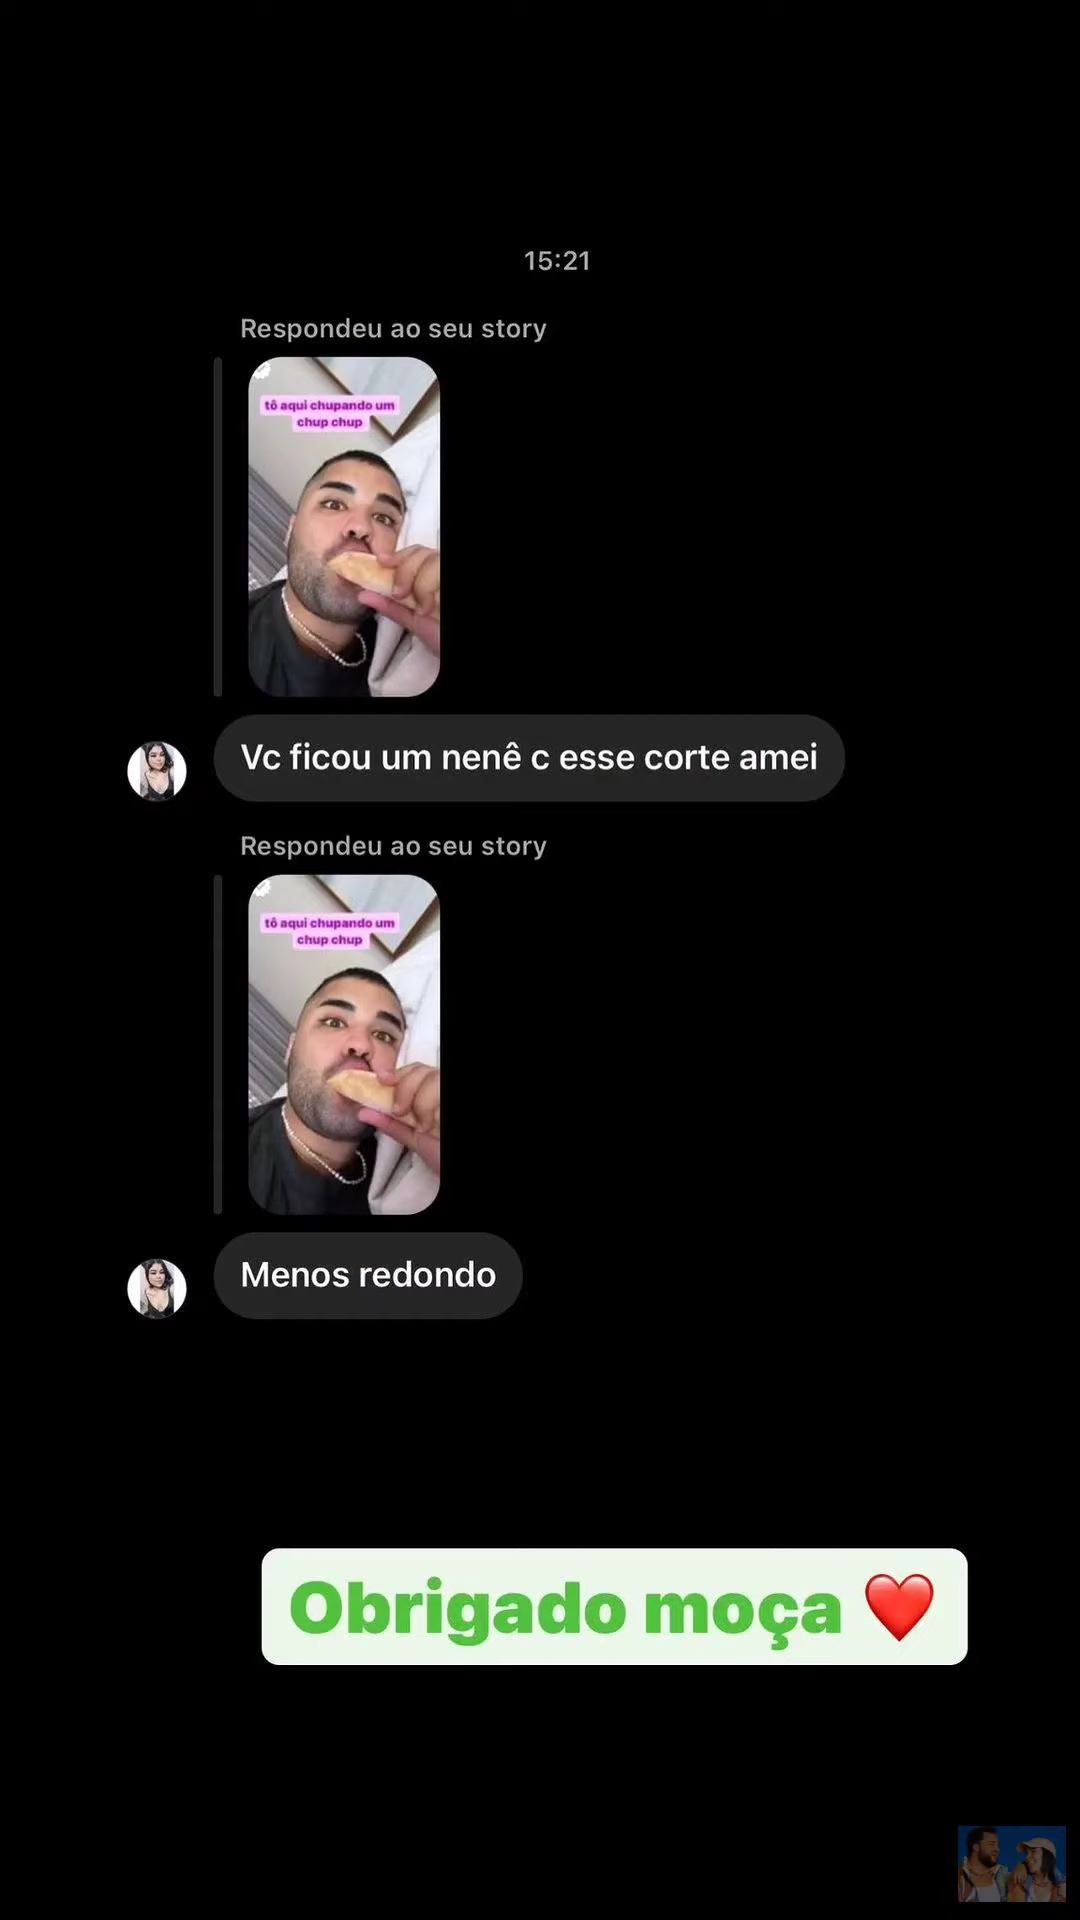 15:21
Respondeu ao seu story
tô aqui chupando um
chup chup
Vc ficou um nenê c esse corte amei
Respondeu ao seu story
tô aqui chupando um
chup chup
Menos redondo
Obrigado moça ❤️